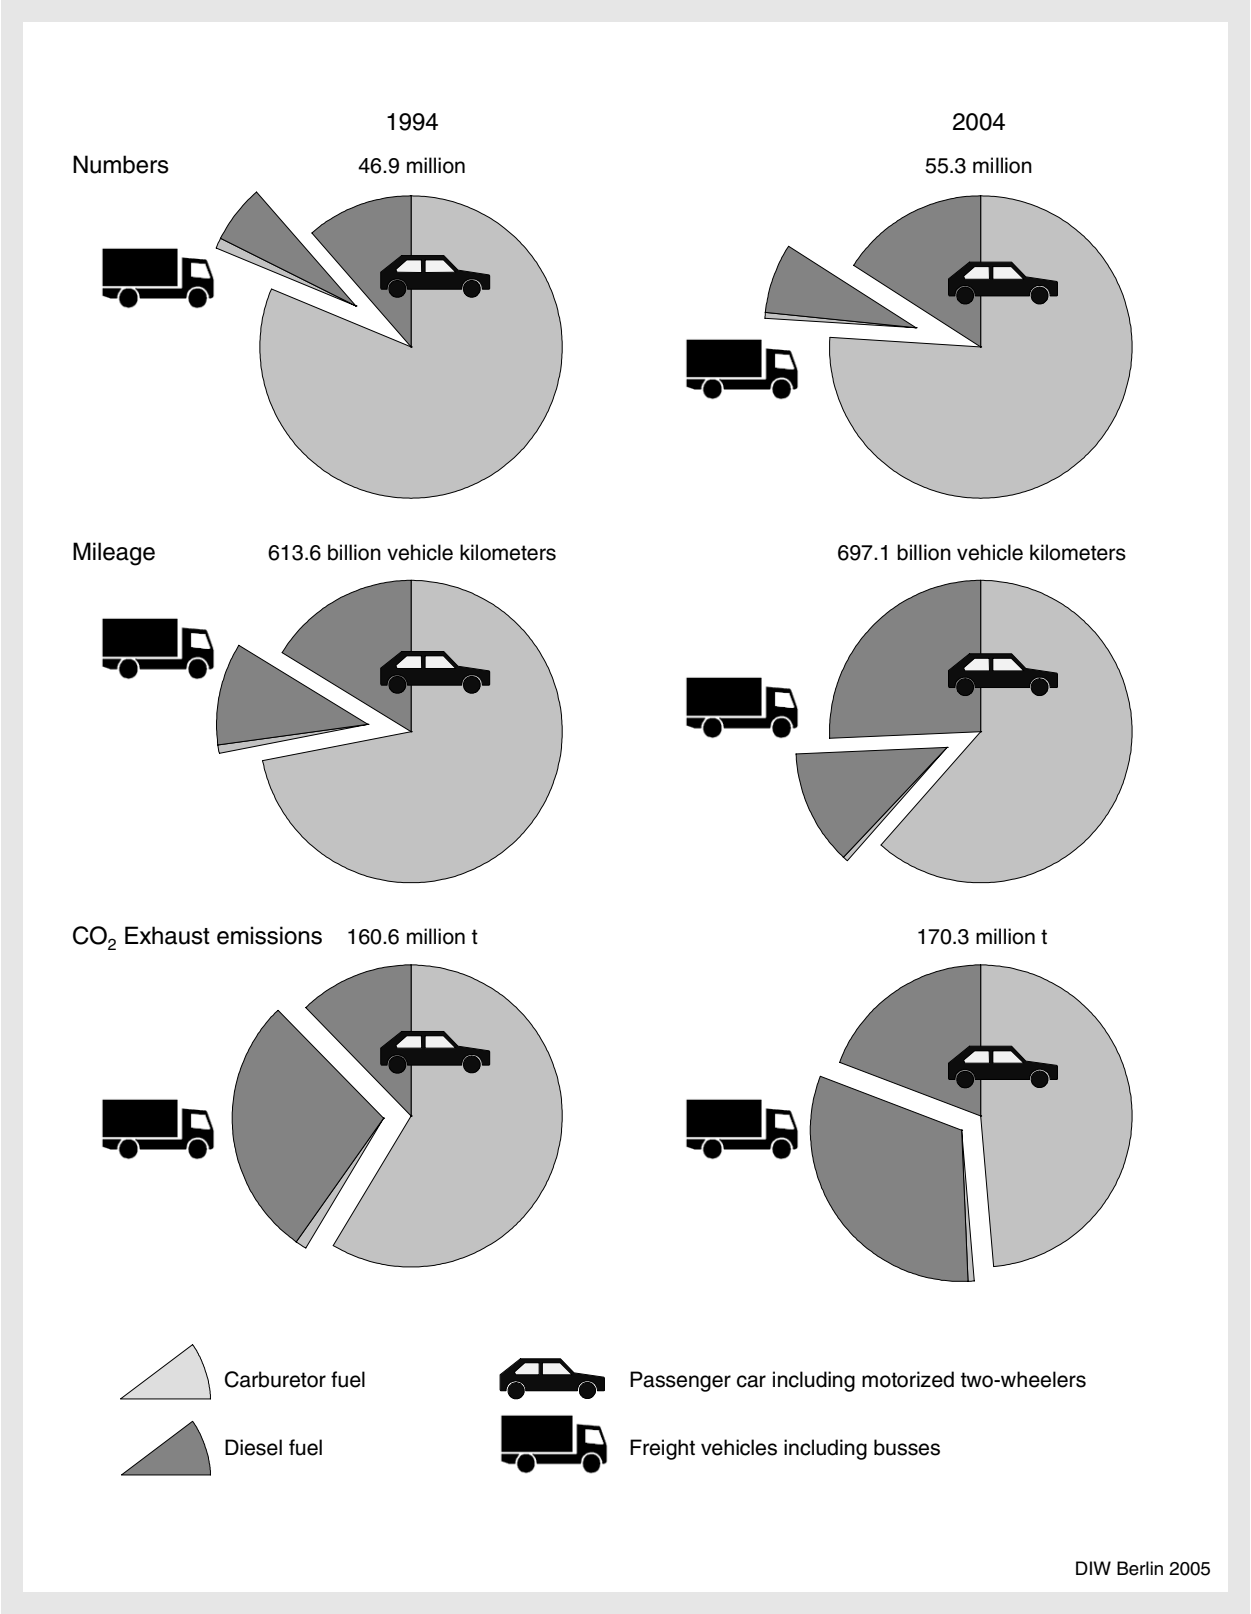 1994
2004
Numbers
46.9 million
55.3 million
Mileage
613.6 billion vehicle kilometers
697.1 billion vehicle kilometers
CO₂ Exhaust emissions
160.6 million t
170.3 million t
Carburetor fuel
Passenger car including motorized two-wheelers
Diesel fuel
Freight vehicles including busses
DIW Berlin 2005